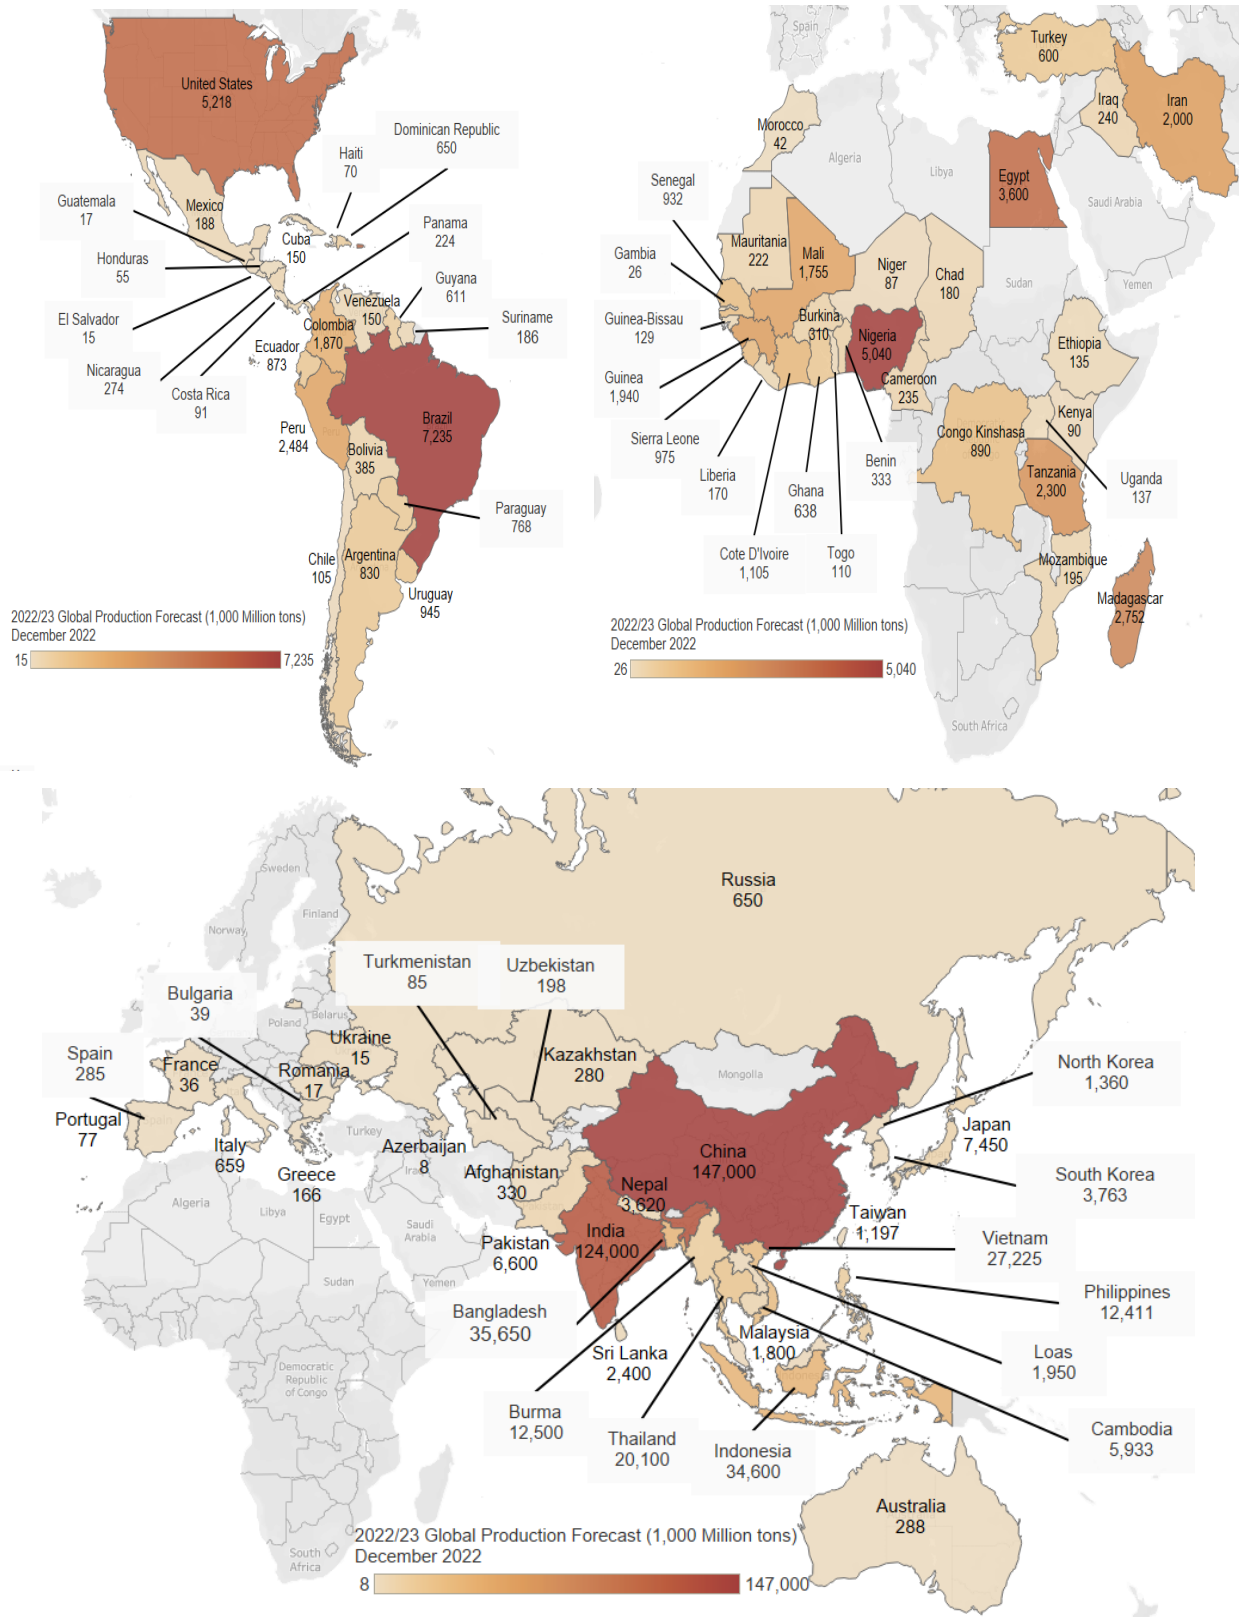 United States
5,218
Dominican Republic
650
Haiti
70
Guatemala
17
Mexico
188
Panama
224
Cuba
150
Honduras
55
Guyana
611
Venezuela
150
El Salvador
15
Colombia
1,870
Suriname
186
Ecuador
873
Nicaragua
274
Costa Rica
91
Brazil
7,235
Peru
2,484
Bolivia
385
Paraguay
768
Chile
105
Argentina
830
Uruguay
945
2022/23 Global Production Forecast (1,000 Million tons)
December 2022
15
7,235
Spain
Turkey
600
Iraq
240
Iran
2,000
Morocco
42
Algeria
Libya
Egypt
3,600
Saudi Arabia
Senegal
932
Mauritania
222
Mali
1,755
Niger
87
Chad
180
Sudan
Yemen
Gambia
26
Guinea-Bissau
129
Burkina
310
Nigeria
5,040
Ethiopia
135
Guinea
1,940
Cameroon
235
Kenya
90
Congo Kinshasa
890
Sierra Leone
975
Liberia
170
Ghana
638
Benin
333
Tanzania
2,300
Uganda
137
Cote D'Ivoire
1,105
Togo
110
Mozambique
195
Madagascar
2,752
2022/23 Global Production Forecast (1,000 Million tons)
December 2022
26
5,040
South Africa
Russia
650
Sweden
Finland
Norway
Turkmenistan
85
Uzbekistan
198
Bulgaria
39
Poland
Belarus
Ukraine
15
Spain
285
France
36
Romania
17
Kazakhstan
280
Mongolia
North Korea
1,360
Portugal
77
Italy
659
Greece
166
Turkey
Azerbaijan
8
Iraq
Afghanistan
330
China
147,000
Japan
7,450
South Korea
3,763
Nepal
3,620
Algeria
Libya
Egypt
Saudi
Arabia
India
124,000
Taiwan
1,197
Vietnam
27,225
Pakistan
6,600
Sudan
Yemen
Bangladesh
35,650
Philippines
12,411
Sri Lanka
2,400
Malaysia
1,800
Loas
1,950
Democratic
Republic
of Congo
Indonesia
Burma
12,500
Thailand
20,100
Indonesia
34,600
Cambodia
5,933
Australia
288
2022/23 Global Production Forecast (1,000 Million tons)
December 2022
South
Africa
8
147,000